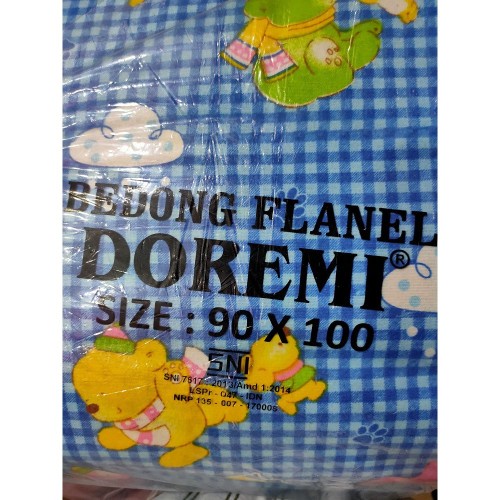 BEDONG FLANEL
DOREMI®
SIZE : 90 X 100
SNI
SNI 7617 : 2013/Amd 1:2014
LSPr - 047 - IDN
NRP 135 - 007 - 170008